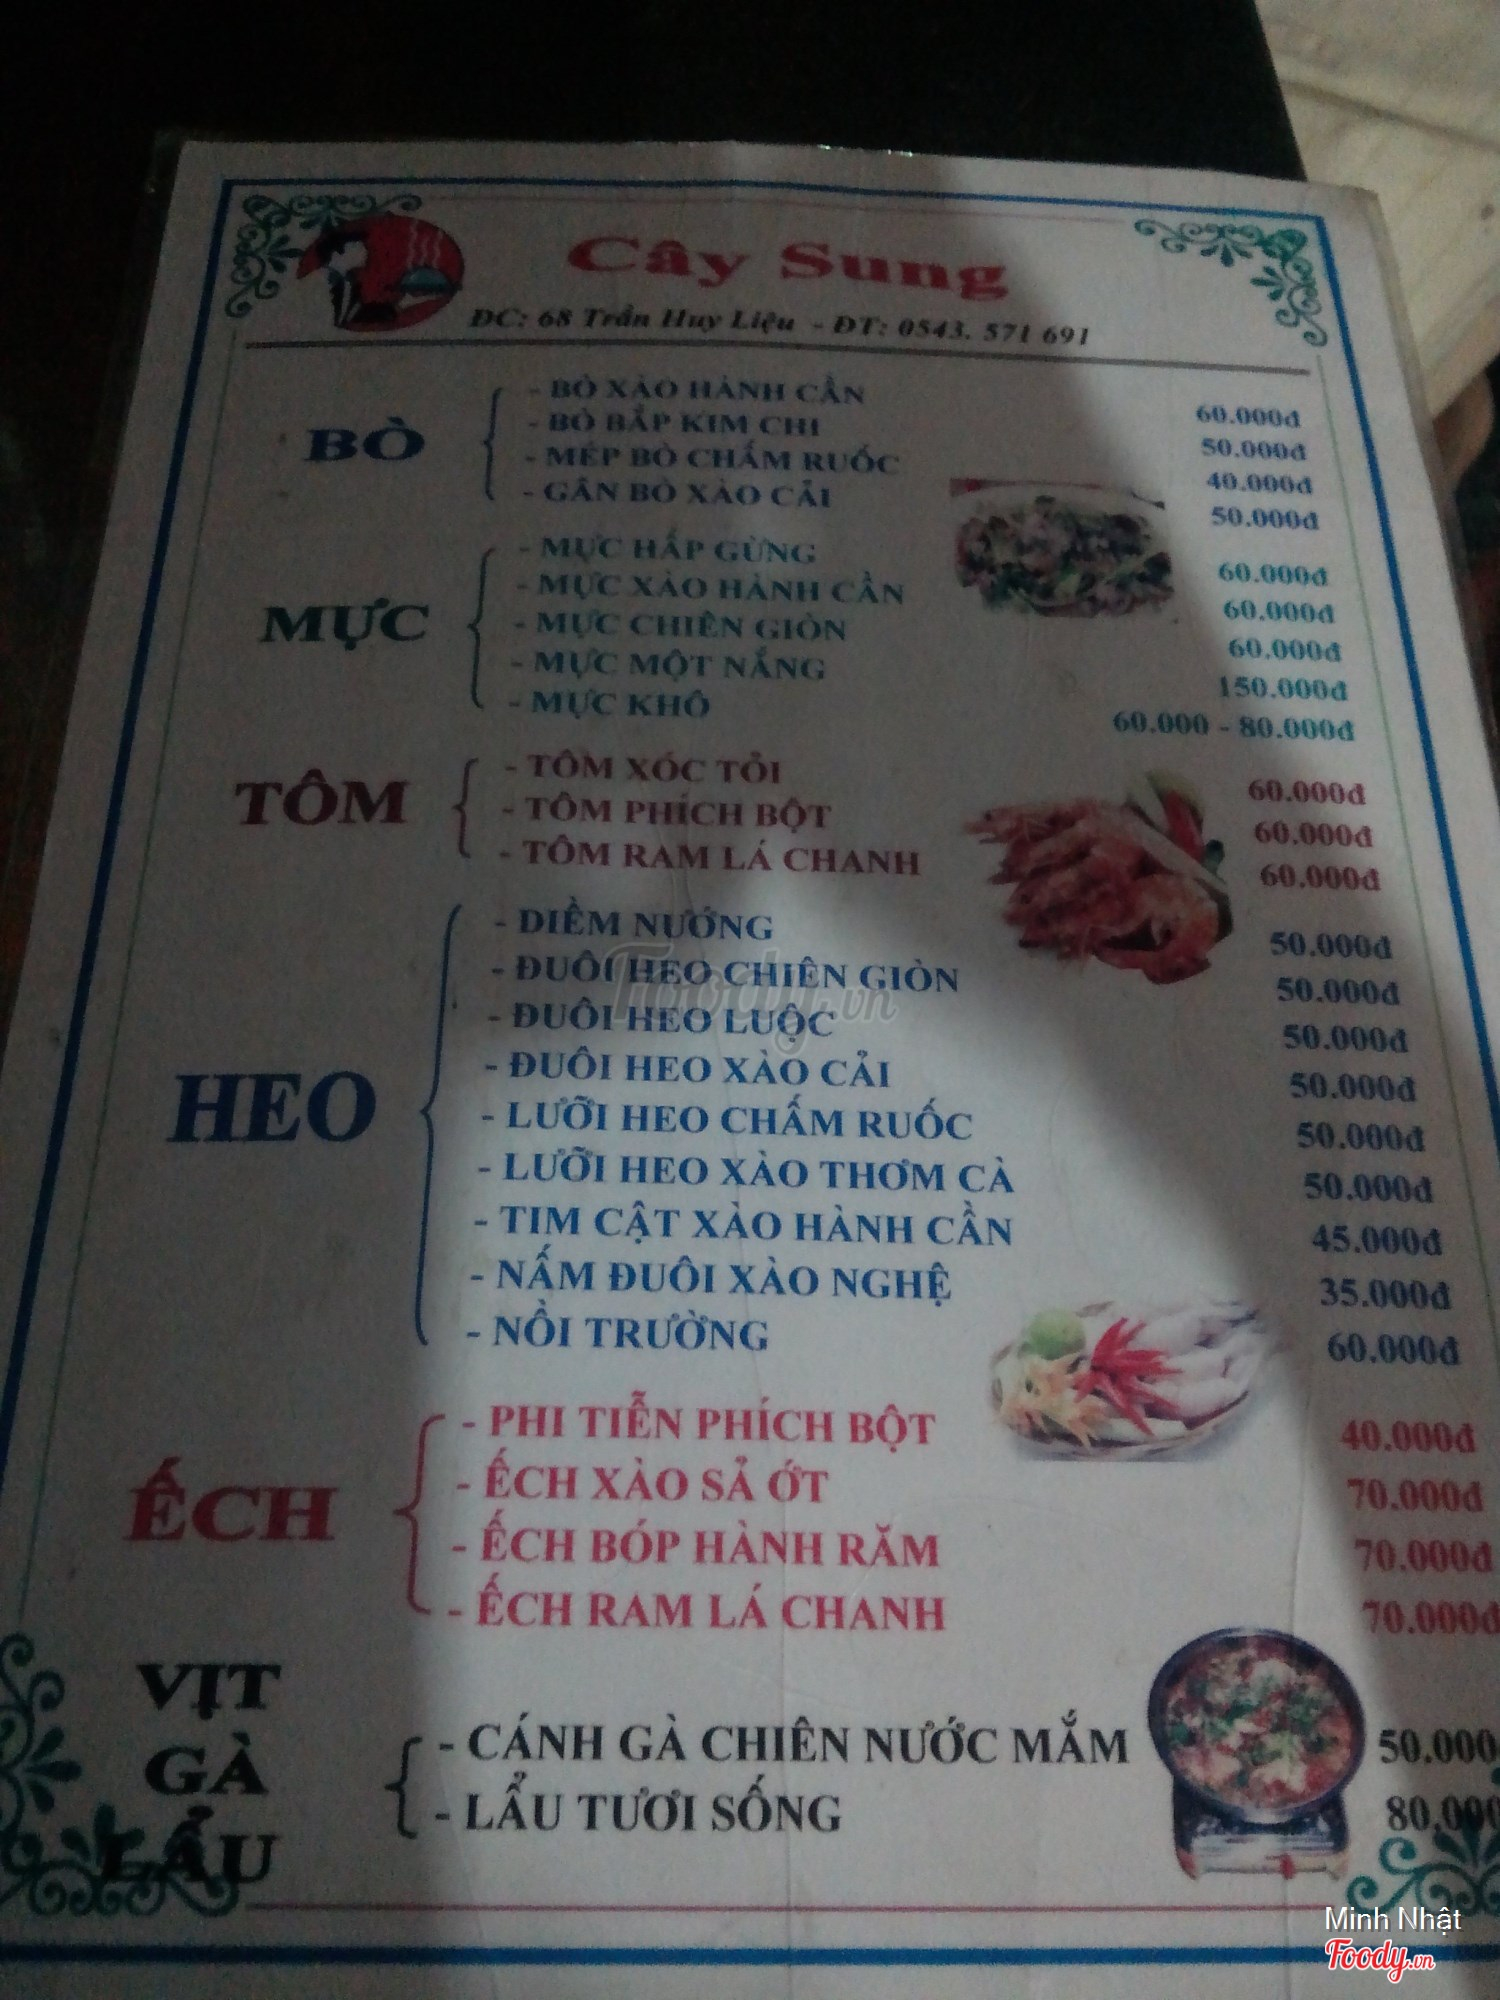 Cây Sung
ĐC: 68 Trần Huy Liệu - ĐT: 0543. 571 691
BÒ
- BÒ XÀO HÀNH CẦN 60.000đ
- BÒ BẮP KIM CHI 50.000đ
- MÉP BÒ CHẤM RUỐC 40.000đ
- GÂN BÒ XÀO CẢI 50.000đ
MỰC
- MỰC HẤP GỪNG 60.000đ
- MỰC XÀO HÀNH CẦN 60.000đ
- MỰC CHIÊN GIÒN 60.000đ
- MỰC MỘT NẮNG 150.000đ
- MỰC KHÔ 60.000 - 80.000đ
TÔM
- TÔM XÓC TỎI 60.000đ
- TÔM PHÍCH BỘT 60.000đ
- TÔM RAM LÁ CHANH 60.000đ
HEO
- DIỀM NƯỚNG 50.000đ
- ĐUÔI HEO CHIÊN GIÒN 50.000đ
- ĐUÔI HEO LUỘC 50.000đ
- ĐUÔI HEO XÀO CẢI 50.000đ
- LƯỠI HEO CHẤM RUỐC 50.000đ
- LƯỠI HEO XÀO THƠM CÀ 50.000đ
- TIM CẬT XÀO HÀNH CẦN 45.000đ
- NẤM ĐUÔI XÀO NGHỆ 35.000đ
- NỒI TRƯỜNG 60.000đ
ẾCH
- PHI TIỄN PHÍCH BỘT 40.000đ
- ẾCH XÀO SẢ ỚT 70.000đ
- ẾCH BÓP HÀNH RĂM 70.000đ
- ẾCH RAM LÁ CHANH 70.000đ
VỊT
GÀ
LẨU
- CÁNH GÀ CHIÊN NƯỚC MẮM 50.000
- LẨU TƯƠI SỐNG 80.000
Foody.vn
Minh Nhật
Foody.vn